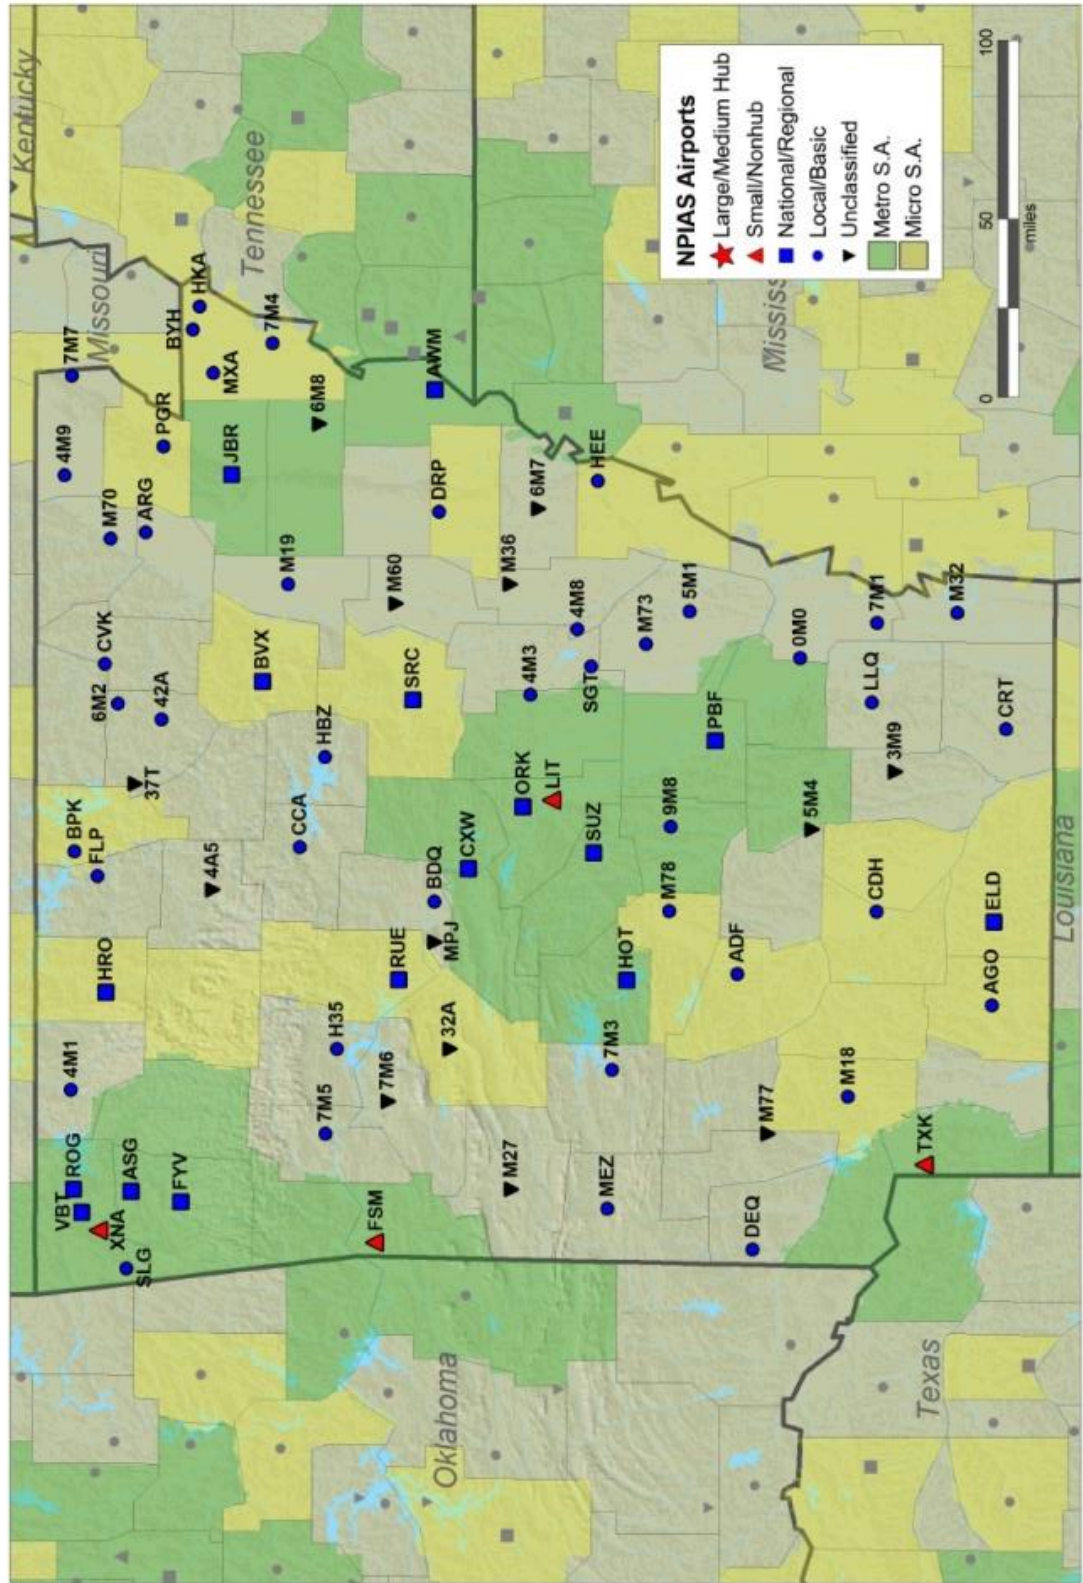 Kentucky
Missouri
Tennessee
Mississ
Oklahoma
Texas
Louisiana
NPIAS Airports
Large/Medium Hub
Small/Nonhub
National/Regional
Local/Basic
Unclassified
Metro S.A.
Micro S.A.
0 50 100
miles
VBT
ROG
XNA
SLG
ASG
FYV
4M1
HRO
FLP
BPK
37T
4A5
6M2
CVK
42A
M70
ARG
4M9
7M7
PGR
BYH
HKA
MXA
7M4
JBR
6M8
AWM
M19
BVX
HBZ
CCA
H35
7M5
7M6
FSM
RUE
32A
MPJ
BDQ
CXW
SRC
M60
DRP
M36
6M7
HEE
4M3
4M8
SGT
M73
5M1
ORK
LIT
SUZ
9M8
PBF
M78
HOT
7M3
M27
MEZ
DEQ
M77
ADF
5M4
0M0
7M1
LLQ
3M9
M32
CRT
CDH
ELD
AGO
M18
TXK